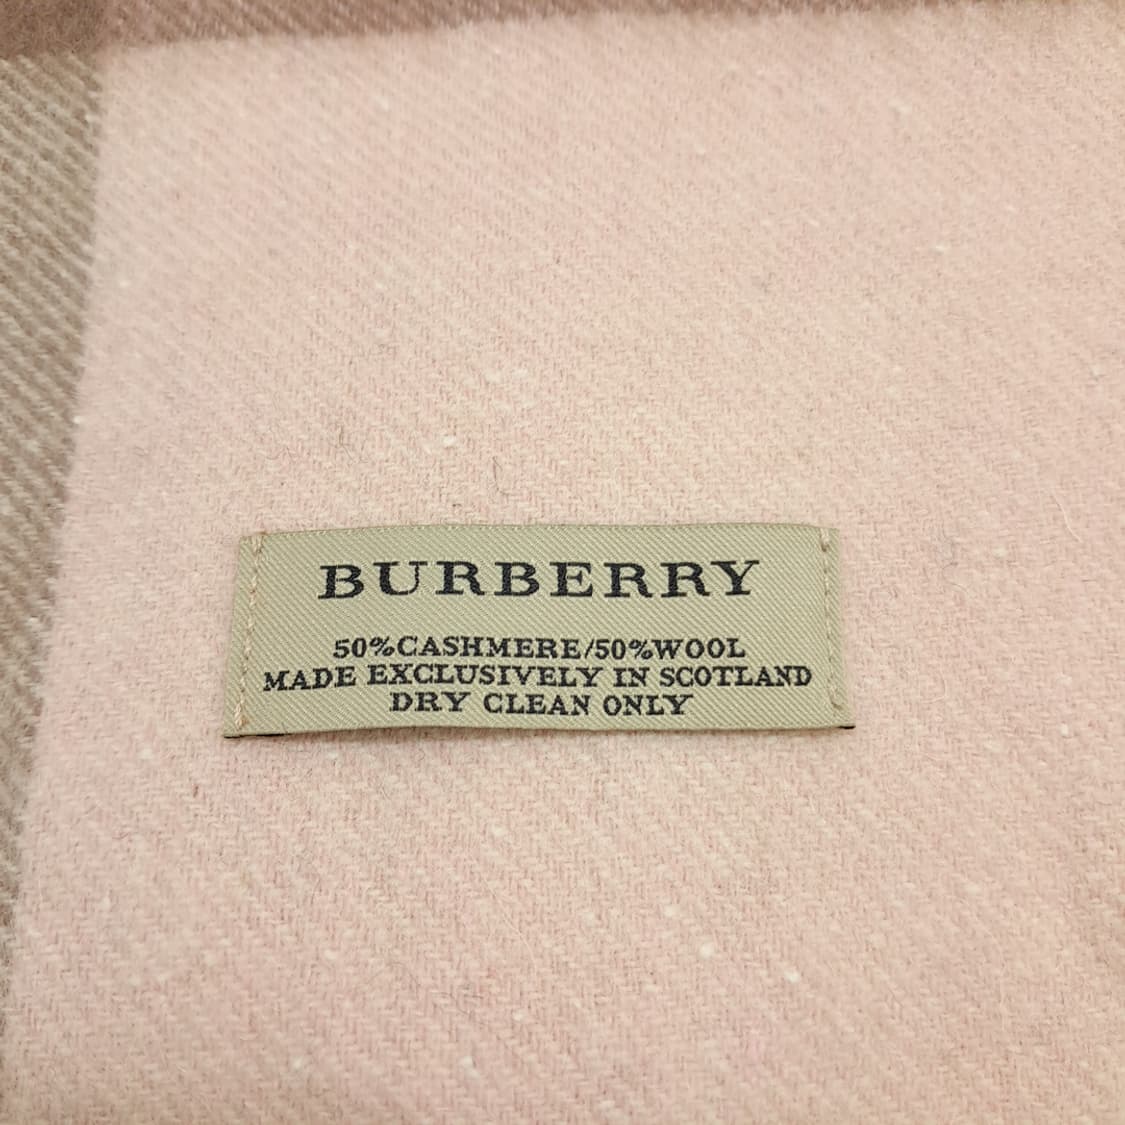 BURBERRY
50%CASHMERE/50%WOOL
MADE EXCLUSIVELY IN SCOTLAND
DRY CLEAN ONLY